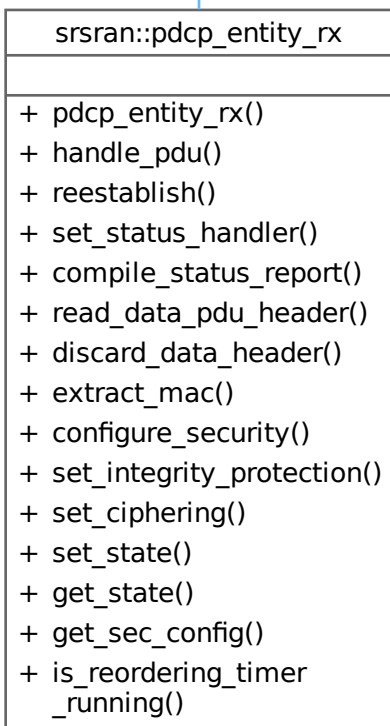 srsran::pdcp_entity_rx
+ pdcp_entity_rx()
+ handle_pdu()
+ reestablish()
+ set_status_handler()
+ compile_status_report()
+ read_data_pdu_header()
+ discard_data_header()
+ extract_mac()
+ configure_security()
+ set_integrity_protection()
+ set_ciphering()
+ set_state()
+ get_state()
+ get_sec_config()
+ is_reordering_timer
_running()